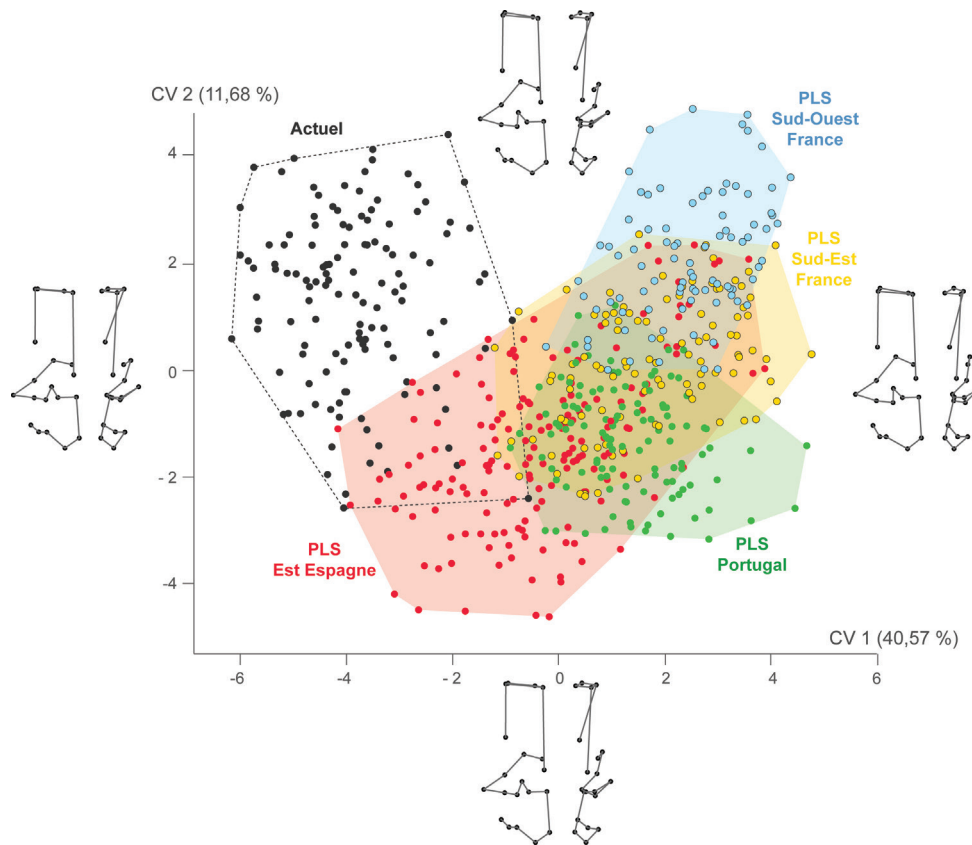 CV 2 (11,68 %)
Actuel
PLS
Sud-Ouest
France
PLS
Sud-Est
France
PLS
Est Espagne
PLS
Portugal
CV 1 (40,57 %)
4
2
0
- 2
-4
-6
-4
- 2
0
2
4
6